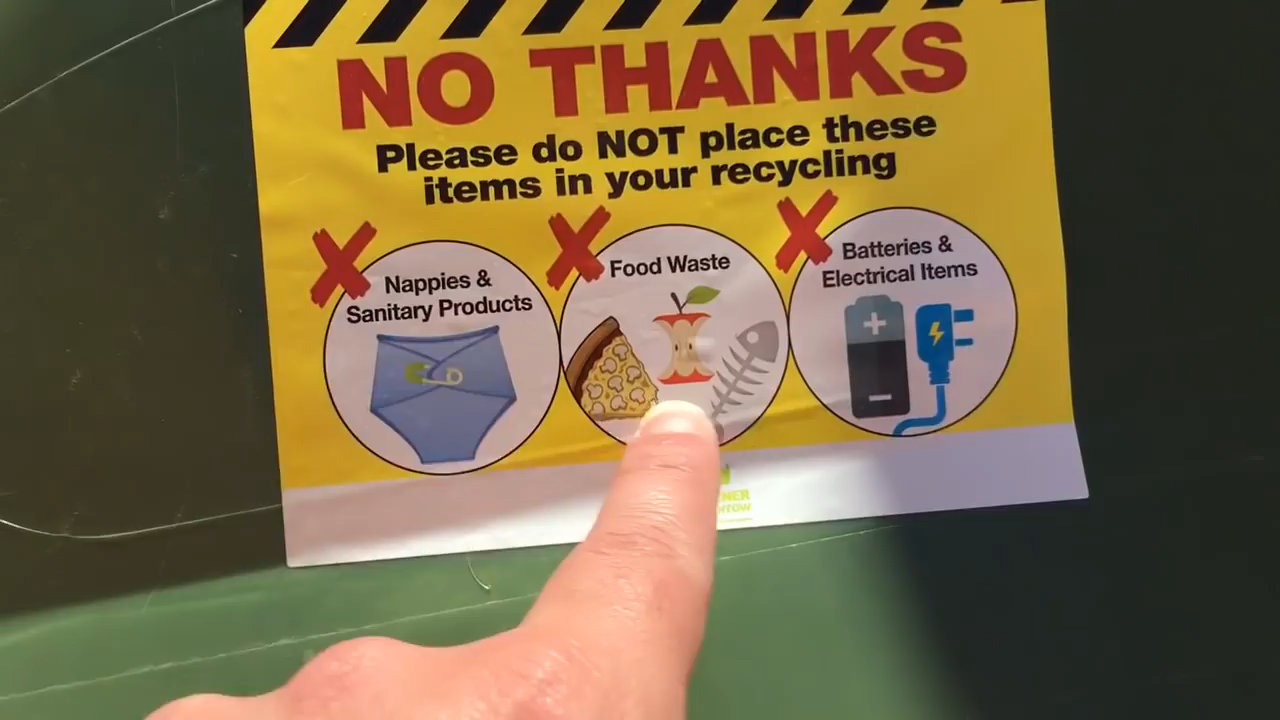 NO THANKS
Please do NOT place these
items in your recycling
Nappies &
Sanitary Products
Food Waste
Batteries &
Electrical Items